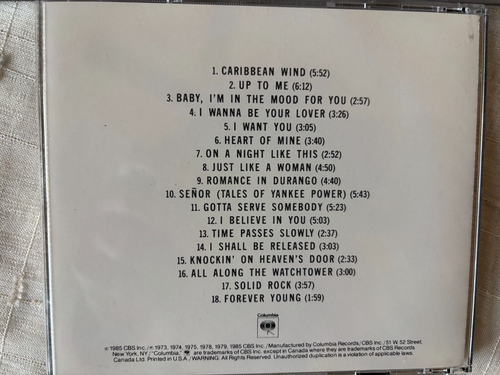 1. CARIBBEAN WIND (5:52)
2. UP TO ME (6:12)
3. BABY, I'M IN THE MOOD FOR YOU (2:57)
4. I WANNA BE YOUR LOVER (3:26)
5. I WANT YOU (3:05)
6. HEART OF MINE (3:40)
7. ON A NIGHT LIKE THIS (2:52)
8. JUST LIKE A WOMAN (4:50)
9. ROMANCE IN DURANGO (4:40)
10. SEÑOR (TALES OF YANKEE POWER) (5:43)
11. GOTTA SERVE SOMEBODY (5:23)
12. I BELIEVE IN YOU (5:03)
13. TIME PASSES SLOWLY (2:37)
14. I SHALL BE RELEASED (3:03)
15. KNOCKIN' ON HEAVEN'S DOOR (2:33)
16. ALL ALONG THE WATCHTOWER (3:00)
17. SOLID ROCK (3:57)
18. FOREVER YOUNG (1:59)
Columbia
© 1985 CBS Inc./℗ 1973, 1974, 1975, 1978, 1979, 1985 CBS Inc./Manufactured by Columbia Records/CBS Inc./51 W. 52 Street,
New York, NY/"Columbia," are trademarks of CBS Inc. except in Canada where they are trademarks of CBS Records
Canada Ltd. Printed in U.S.A./WARNING: All Rights Reserved. Unauthorized duplication is a violation of applicable laws.